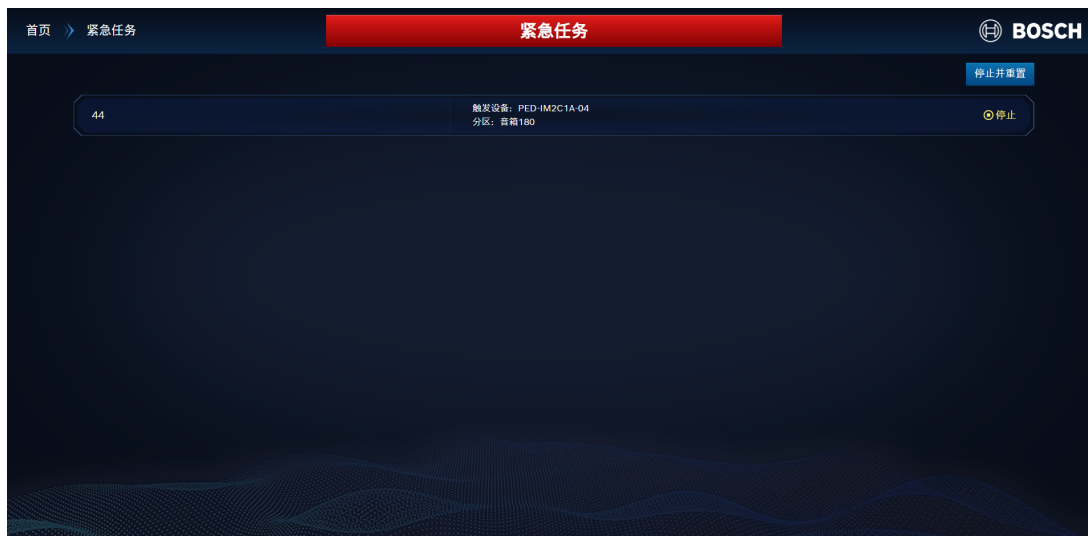 首页 》 紧急任务
紧急任务
BOSCH
停止并重置
44
触发设备：PED-IM2C1A-04
分区：音箱180
停止